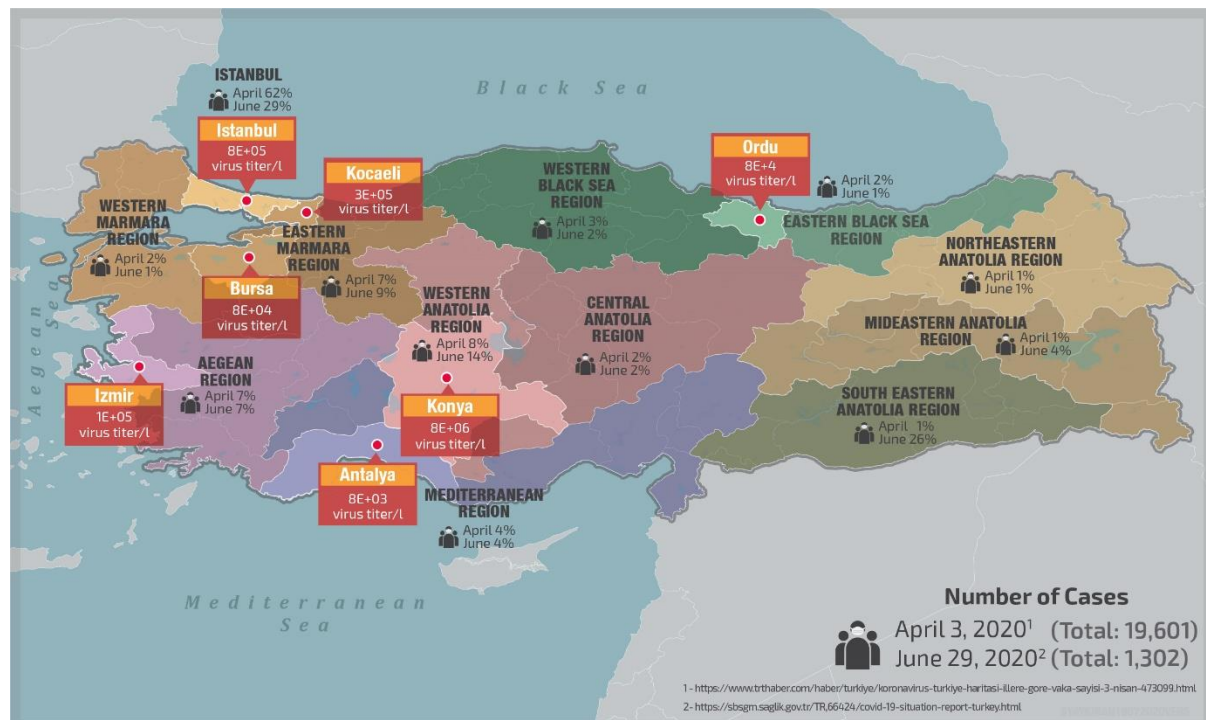 Black Sea
ISTANBUL
April 62%
June 29%
Istanbul
8E+05
virus titer/l
Kocaeli
3E+05
virus titer/l
Ordu
8E+4
virus titer/l
April 2%
June 1%
EASTERN BLACK SEA
REGION
WESTERN
BLACK SEA
REGION
April 3%
June 2%
WESTERN
MARMARA
REGION
April 2%
June 1%
EASTERN
MARMARA
REGION
April 7%
June 9%
Bursa
8E+04
virus titer/l
NORTHEASTERN
ANATOLIA REGION
April 1%
June 1%
WESTERN
ANATOLIA
REGION
April 8%
June 14%
CENTRAL
ANATOLIA
REGION
April 2%
June 2%
MIDEASTERN ANATOLIA
REGION
April 1%
June 4%
Aegean
Sea
AEGEAN
REGION
April 7%
June 7%
Izmir
1E+05
virus titer/l
Konya
8E+06
virus titer/l
SOUTH EASTERN
ANATOLIA REGION
April 1%
June 26%
Antalya
8E+03
virus titer/l
MEDITERRANEAN
REGION
April 4%
June 4%
Mediterranean
Sea
Number of Cases
April 3, 2020¹ (Total: 19,601)
June 29, 2020² (Total: 1,302)
1 - https://www.trthaber.com/haber/turkiye/koronavirus-turkiye-haritasi-illere-gore-vaka-sayisi-3-nisan-473099.html
2- https://sbsgm.saglik.gov.tr/TR,66424/covid-19-situation-report-turkey.html